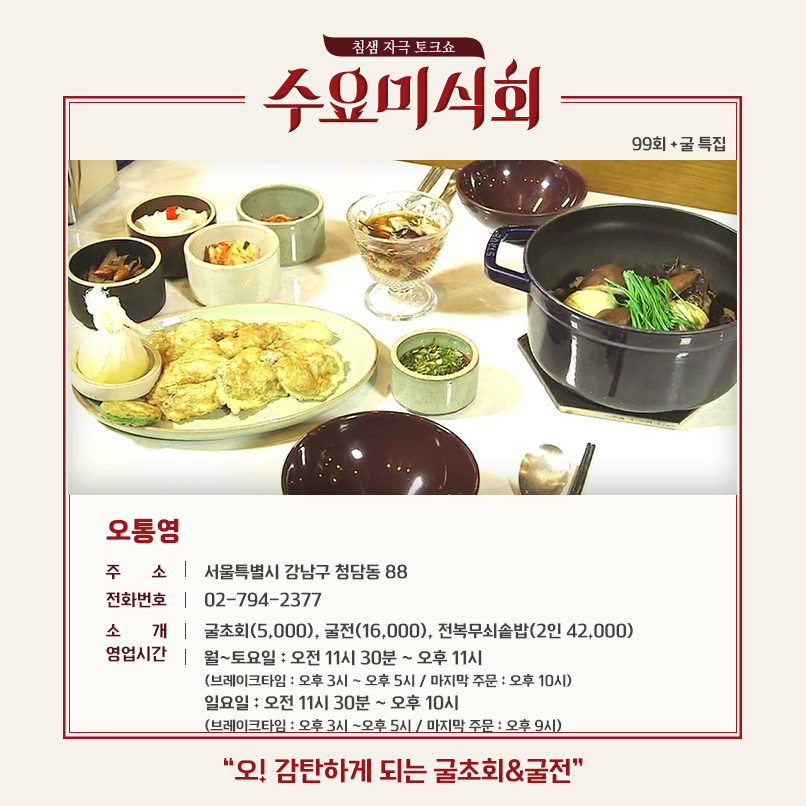 침샘 자극 토크쇼
수요미식회
99회 + 굴 특집
STAUB
오통영
주 소 서울특별시 강남구 청담동 88
전화번호 02-794-2377
소 개 굴초회(5,000), 굴전(16,000), 전복무쇠솥밥(2인 42,000)
영업시간 월~토요일 : 오전 11시 30분 ~ 오후 11시
(브레이크타임 : 오후 3시 ~ 오후 5시 / 마지막 주문 : 오후 10시)
일요일 : 오전 11시 30분 ~ 오후 10시
(브레이크타임 : 오후 3시 ~오후 5시 / 마지막 주문 : 오후 9시)
“오! 감탄하게 되는 굴초회&굴전”